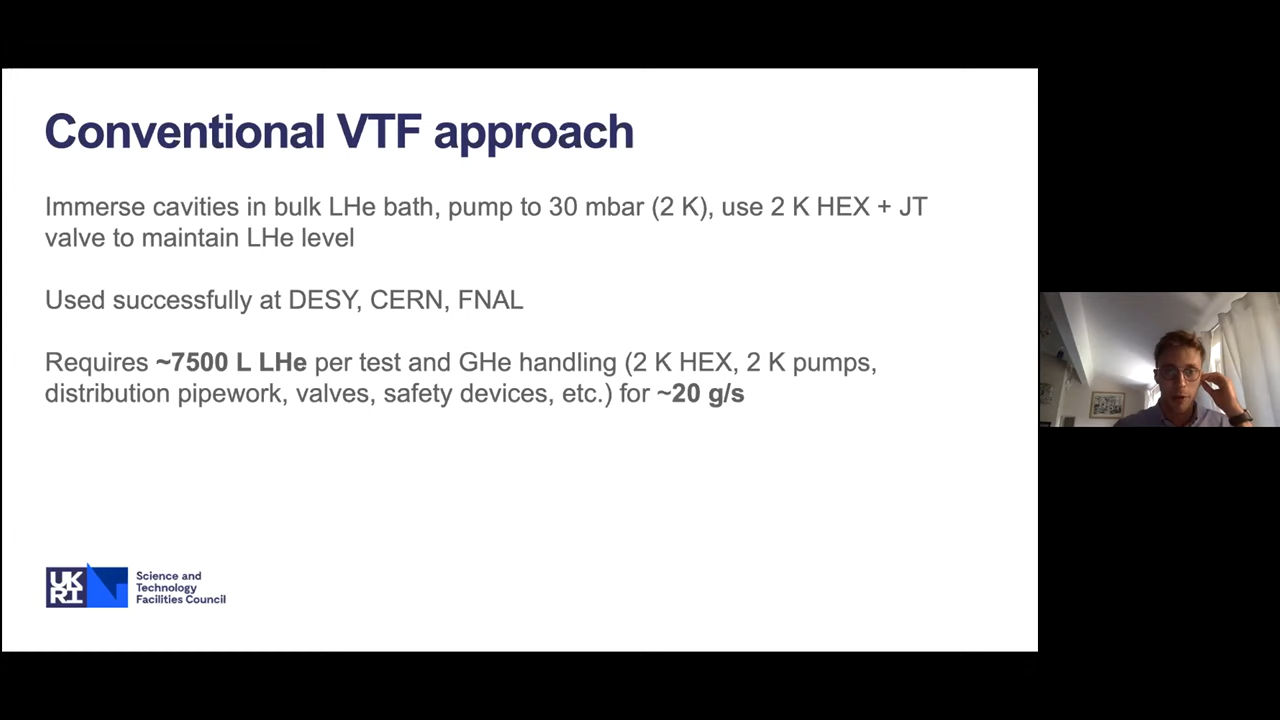 Conventional VTF approach
Immerse cavities in bulk LHe bath, pump to 30 mbar (2 K), use 2 K HEX + JT
valve to maintain LHe level
Used successfully at DESY, CERN, FNAL
Requires ~7500 L LHe per test and GHe handling (2 K HEX, 2 K pumps,
distribution pipework, valves, safety devices, etc.) for ~20 g/s
UK
RI
Science and
Technology
Facilities Council